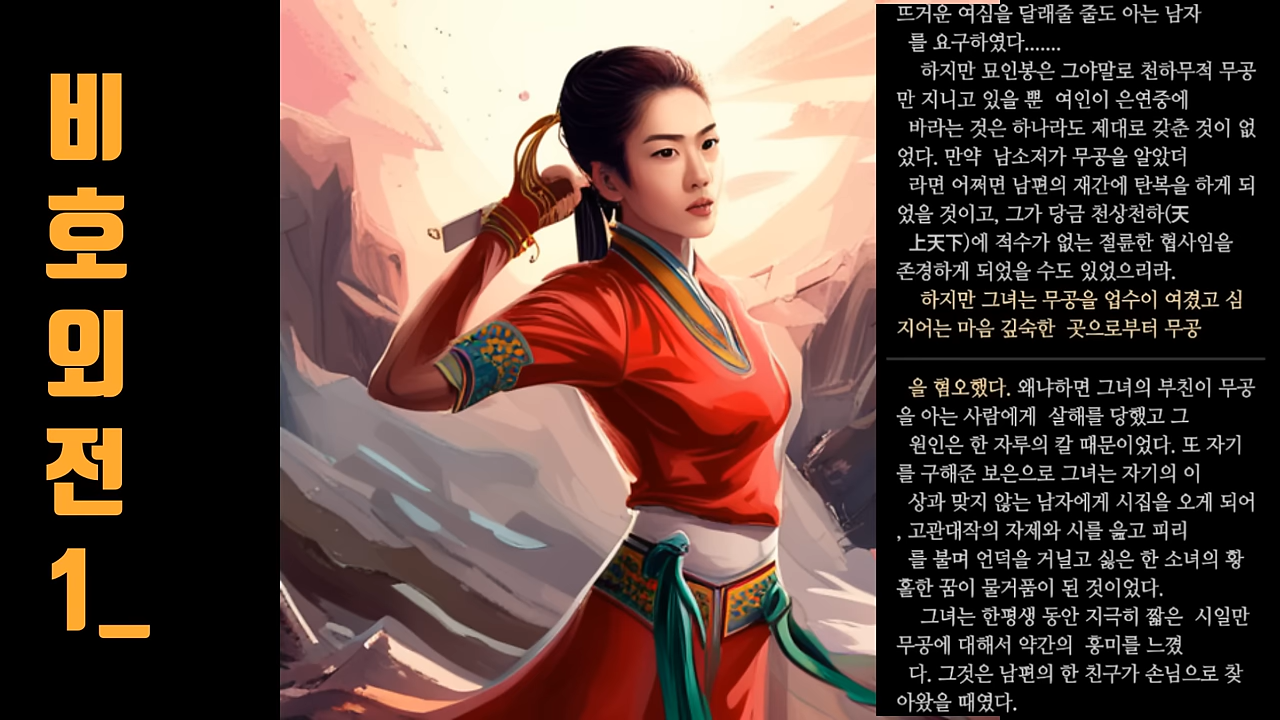 비호외전 1_
뜨거운 여심을 달래줄 줄도 아는 남자
를 요구하였다.......
하지만 묘인봉은 그야말로 천하무적 무공
만 지니고 있을 뿐 여인이 은연중에
바라는 것은 하나라도 제대로 갖춘 것이 없
었다. 만약 남소저가 무공을 알았더
라면 어쩌면 남편의 재간에 탄복을 하게 되
었을 것이고, 그가 당금 천상천하(天
上天下)에 적수가 없는 절륜한 협사임을
존경하게 되었을 수도 있었으리라.
하지만 그녀는 무공을 업수이 여겼고 심
지어는 마음 깊숙한 곳으로부터 무공
을 혐오했다. 왜냐하면 그녀의 부친이 무공
을 아는 사람에게 살해를 당했고 그
원인은 한 자루의 칼 때문이었다. 또 자기
를 구해준 보은으로 그녀는 자기의 이
상과 맞지 않는 남자에게 시집을 오게 되어
, 고관대작의 자제와 시를 읊고 피리
를 불며 언덕을 거닐고 싫은 한 소녀의 황
홀한 꿈이 물거품이 된 것이었다.
그녀는 한평생 동안 지극히 짧은 시일만
무공에 대해서 약간의 흥미를 느꼈
다. 그것은 남편의 한 친구가 손님으로 찾
아왔을 때였다.